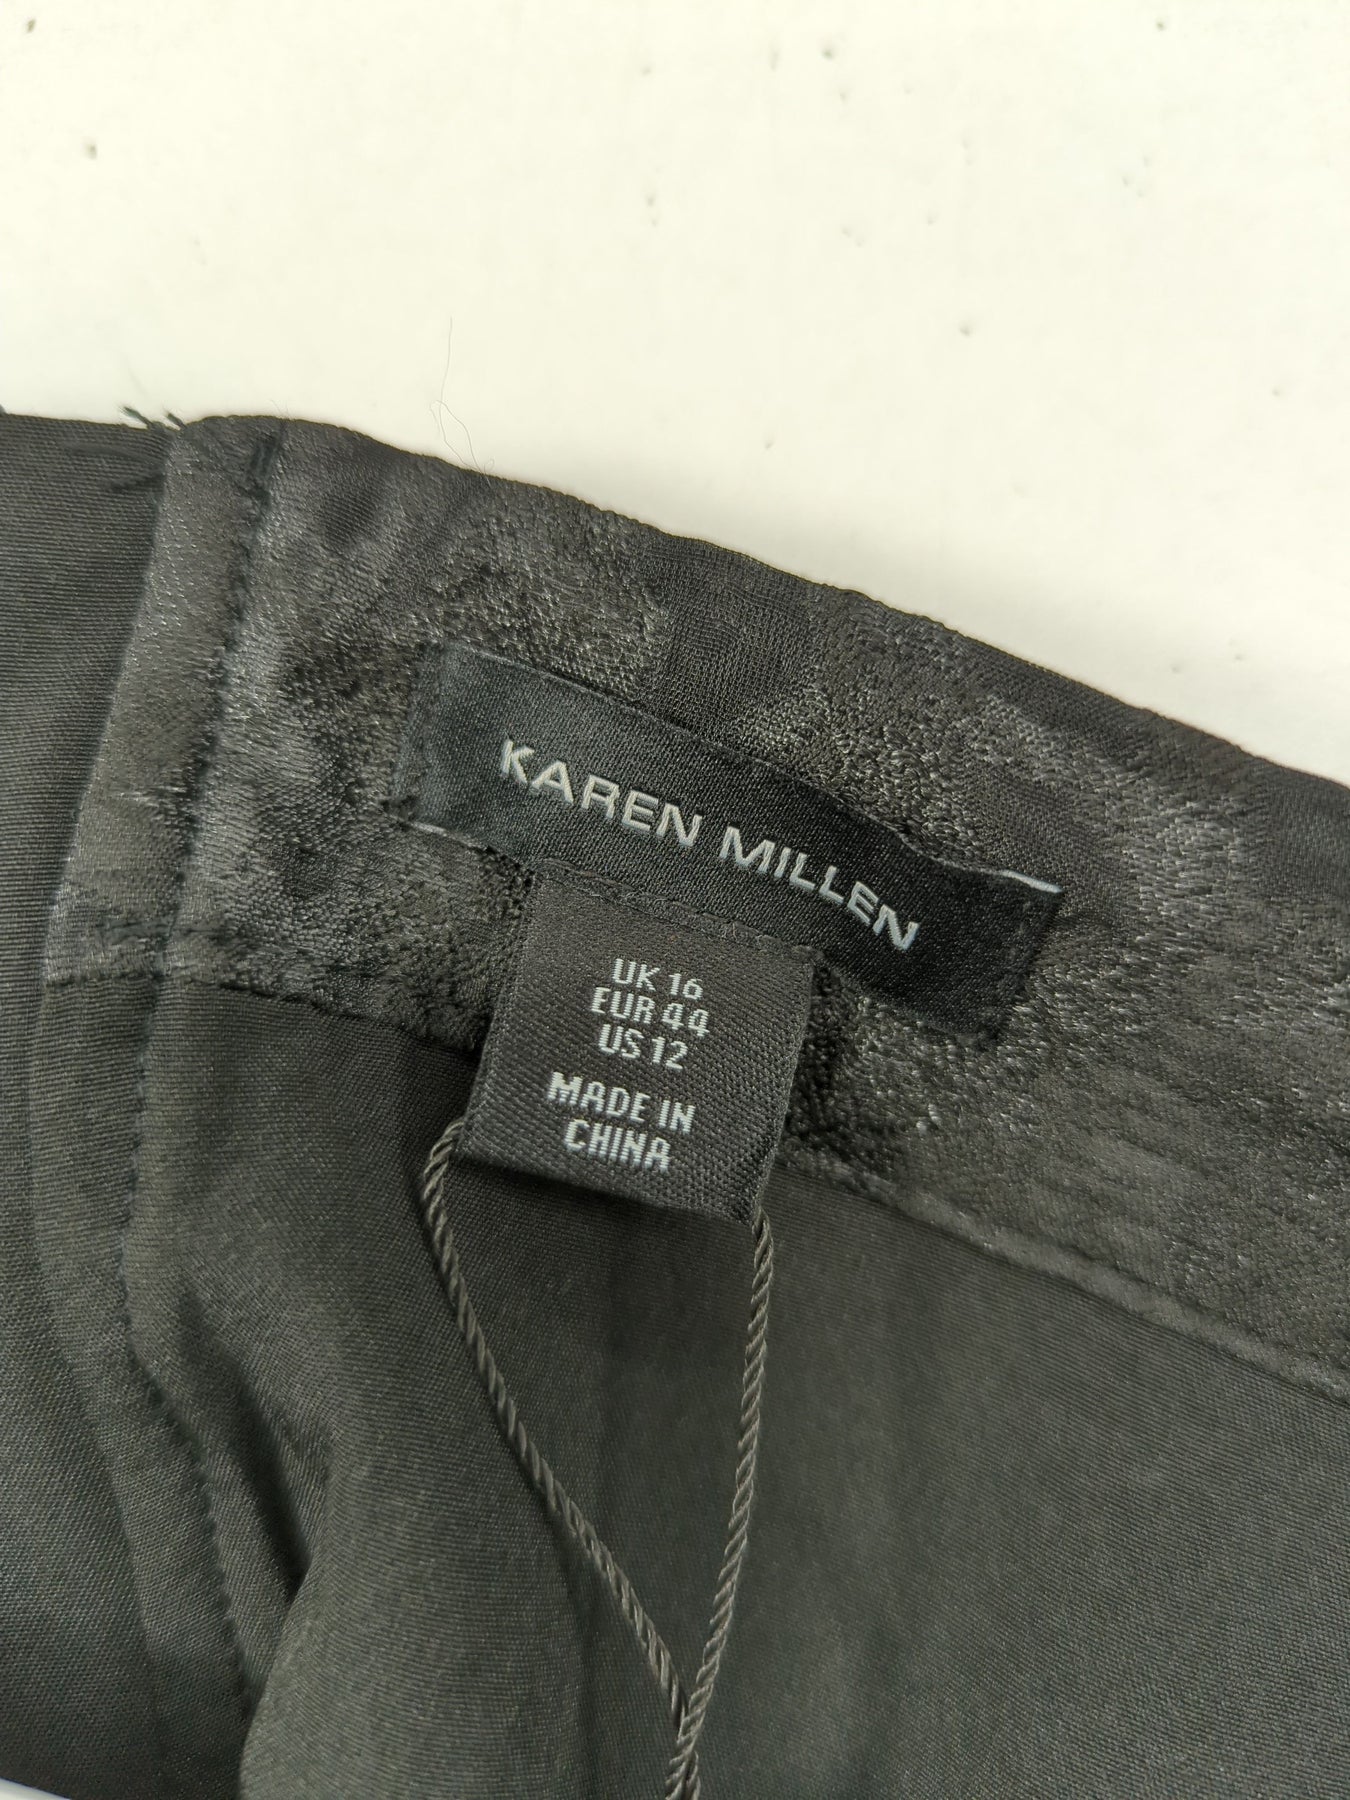 KAREN MILLEN
UK 16
EUR 44
US 12
MADE IN
CHINA